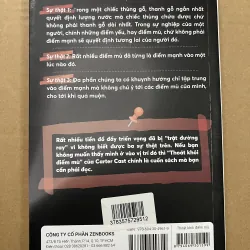 Sự thật 1: Trong một chiếc thùng gỗ, thanh gỗ ngắn nhất
quyết định lượng nước mà chiếc thùng chứa được chứ
không phải thanh gỗ dài nhất. Trong sự nghiệp của một
người, chính những điểm yếu, hay điểm mù, chứ không
phải điểm mạnh sẽ quyết định tương lai của người đó.
Sự thật 2: Rất nhiều điểm mù đã từng là điểm mạnh vào một
lúc nào đó.
Sự thật 3: Đa phần chúng ta có khuynh hướng chỉ tập trung
vào điểm mạnh mà không chú ý tới các điểm mù của mình,
cho tới khi quá muộn.
Rất nhiều tiền đồ đầy triển vọng đã bị "trật đường
ray" vì không biết được ba sự thật trên. Nếu bạn
không muốn thấy mình ở vào vị trí đó thì "Thoát khỏi
điểm mù" của Carter Cast chính là cuốn sách mà bạn
cần phải đọc.
CÔNG TY CỔ PHẦN ZENBOOKS